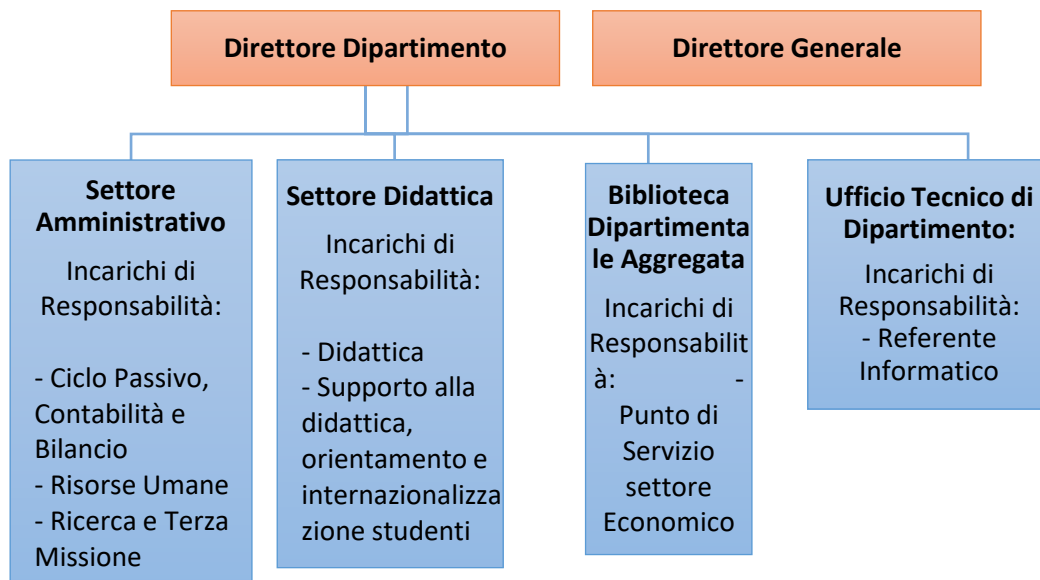 Direttore Dipartimento
Direttore Generale
Settore
Amministrativo
Incarichi di
Responsabilità:
- Ciclo Passivo,
Contabilità e
Bilancio
- Risorse Umane
- Ricerca e Terza
Missione
Settore Didattica
Incarichi di
Responsabilità:
- Didattica
- Supporto alla
didattica,
orientamento e
internazionalizza
zione studenti
Biblioteca
Dipartimenta
le Aggregata
Incarichi di
Responsabilit
à: -
Punto di
Servizio
settore
Economico
Ufficio Tecnico di
Dipartimento:
Incarichi di
Responsabilità:
- Referente
Informatico